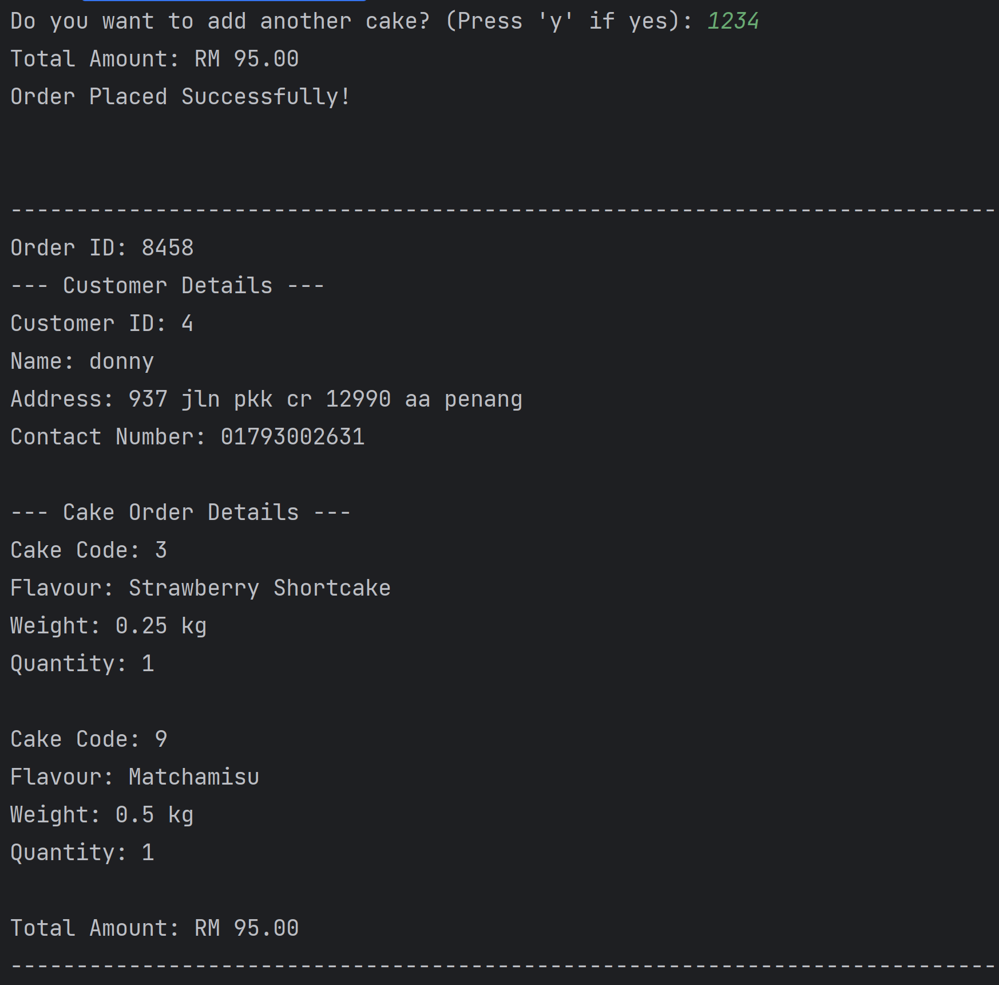 Do you want to add another cake? (Press 'y' if yes): 1234
Total Amount: RM 95.00
Order Placed Successfully!
---------------------------------------------------------------------------
Order ID: 8458
--- Customer Details ---
Customer ID: 4
Name: donny
Address: 937 jln pkk cr 12990 aa penang
Contact Number: 01793002631
--- Cake Order Details ---
Cake Code: 3
Flavour: Strawberry Shortcake
Weight: 0.25 kg
Quantity: 1
Cake Code: 9
Flavour: Matchamisu
Weight: 0.5 kg
Quantity: 1
Total Amount: RM 95.00
---------------------------------------------------------------------------